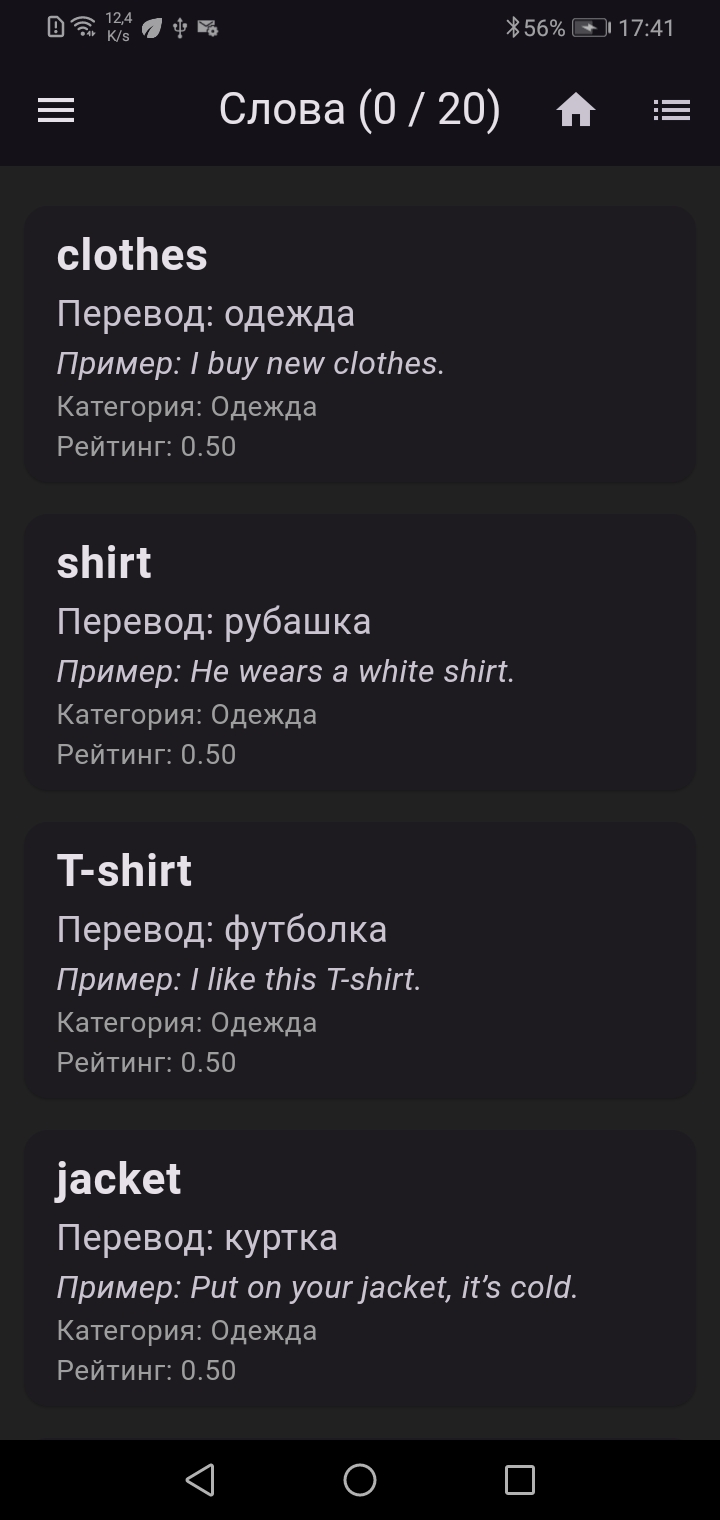 12,4
K/s
56%
17:41
Слова (0 / 20)
clothes
Перевод: одежда
Пример: I buy new clothes.
Категория: Одежда
Рейтинг: 0.50
shirt
Перевод: рубашка
Пример: He wears a white shirt.
Категория: Одежда
Рейтинг: 0.50
T-shirt
Перевод: футболка
Пример: I like this T-shirt.
Категория: Одежда
Рейтинг: 0.50
jacket
Перевод: куртка
Пример: Put on your jacket, it’s cold.
Категория: Одежда
Рейтинг: 0.50